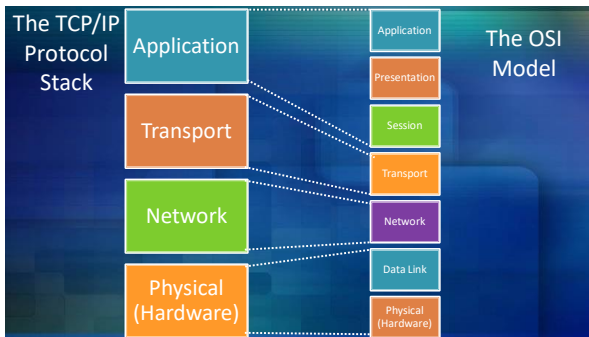 The TCP/IP
Protocol
Stack
Application
Transport
Network
Physical
(Hardware)
Application
Presentation
Session
Transport
Network
Data Link
Physical
(Hardware)
The OSI
Model